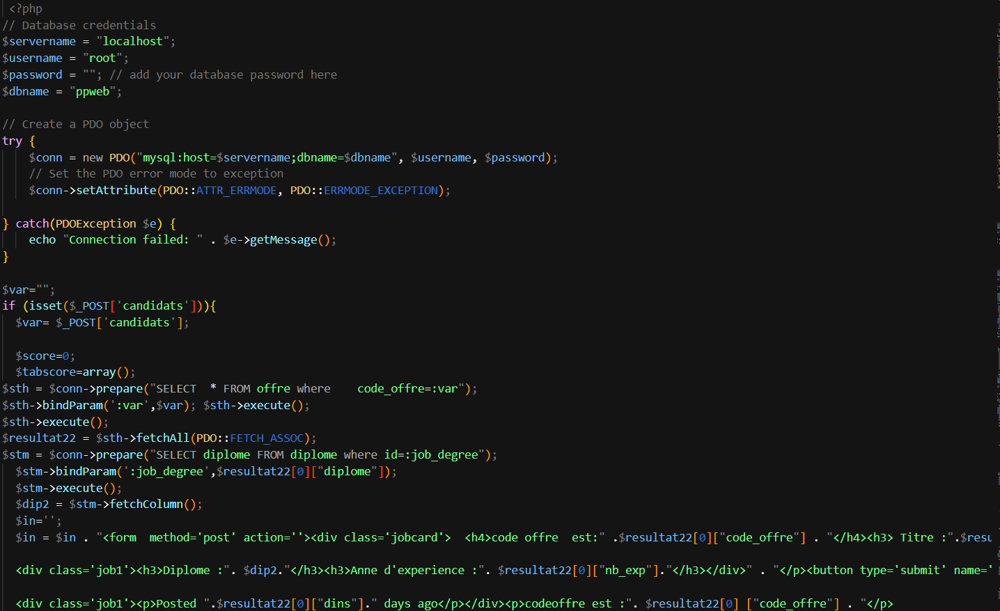 <?php
// Database credentials
$servername = "localhost";
$username = "root";
$password = ""; // add your database password here
$dbname = "ppweb";
// Create a PDO object
try {
$conn = new PDO("mysql:host=$servername;dbname=$dbname", $username, $password);
// Set the PDO error mode to exception
$conn->setAttribute(PDO::ATTR_ERRMODE, PDO::ERRMODE_EXCEPTION);
} catch(PDOException $e) {
echo "Connection failed: " . $e->getMessage();
}
$var="";
if (isset($_POST['candidats'])){
$var= $_POST['candidats'];
$score=0;
$tabscore=array();
$sth = $conn->prepare("SELECT  * FROM offre where    code_offre=:var");
$sth->bindParam(':var',$var); $sth->execute();
$sth->execute();
$resultat22 = $sth->fetchAll(PDO::FETCH_ASSOC);
$stm = $conn->prepare("SELECT diplome FROM diplome where id=:job_degree");
$stm->bindParam(':job_degree',$resultat22[0]["diplome"]);
$stm->execute();
$dip2 = $stm->fetchColumn();
$in='';
$in = $in . "<form  method='post' action=''><div class='jobcard'>  <h4>code offre  est:" .$resultat22[0]["code_offre"] . "</h4><h3> Titre :".$resu
<div class='job1'><h3>Diplome :". $dip2."</h3><h3>Anne d'experience :". $resultat22[0]["nb_exp"]."</h3></div>" . "</p><button type='submit' name='
<div class='job1'><p>Posted ".$resultat22[0]["dins"]." days ago</p></div><p>codeoffre est :". $resultat22[0] ["code_offre"] . "</p>